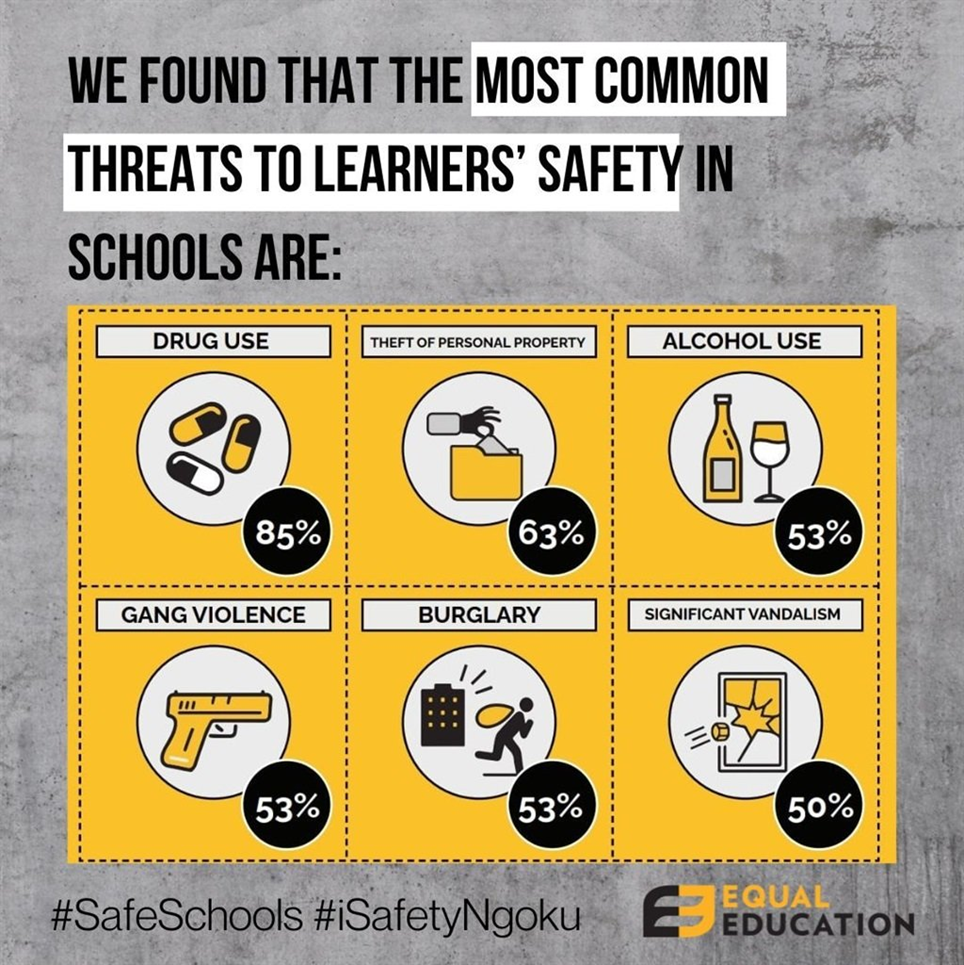 WE FOUND THAT THE MOST COMMON
THREATS TO LEARNERS’ SAFETY IN
SCHOOLS ARE:
DRUG USE
85%
THEFT OF PERSONAL PROPERTY
63%
ALCOHOL USE
53%
GANG VIOLENCE
53%
BURGLARY
53%
SIGNIFICANT VANDALISM
50%
#SafeSchools #iSafetyNgoku
EQUAL
EDUCATION